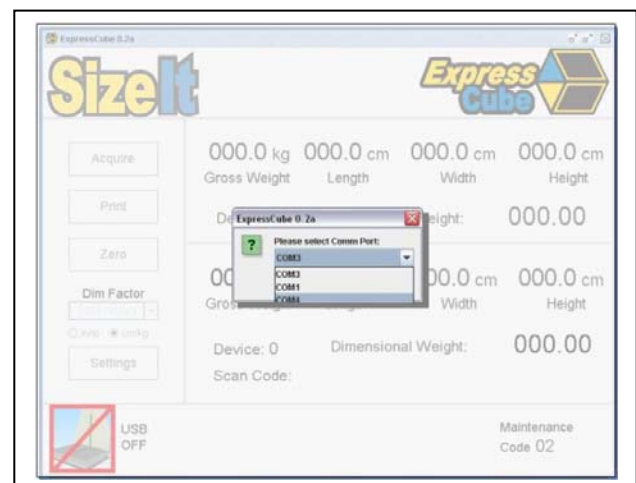 ExpressCube 0.2a
SizeIt
Express
Cube
Acquire
Print
Zero
Dim Factor
cm/kg
Settings
000.0 kg 000.0 cm 000.0 cm 000.0 cm
Gross Weight Length Width Height
eight: 000.00
ExpressCube 0.2a
?
Please select Comm Port:
COM3
COM3
COM1
COM4
00.0 cm 000.0 cm
Width Height
Device: 0 Dimensional Weight: 000.00
Scan Code:
USB
OFF
Maintenance
Code 02